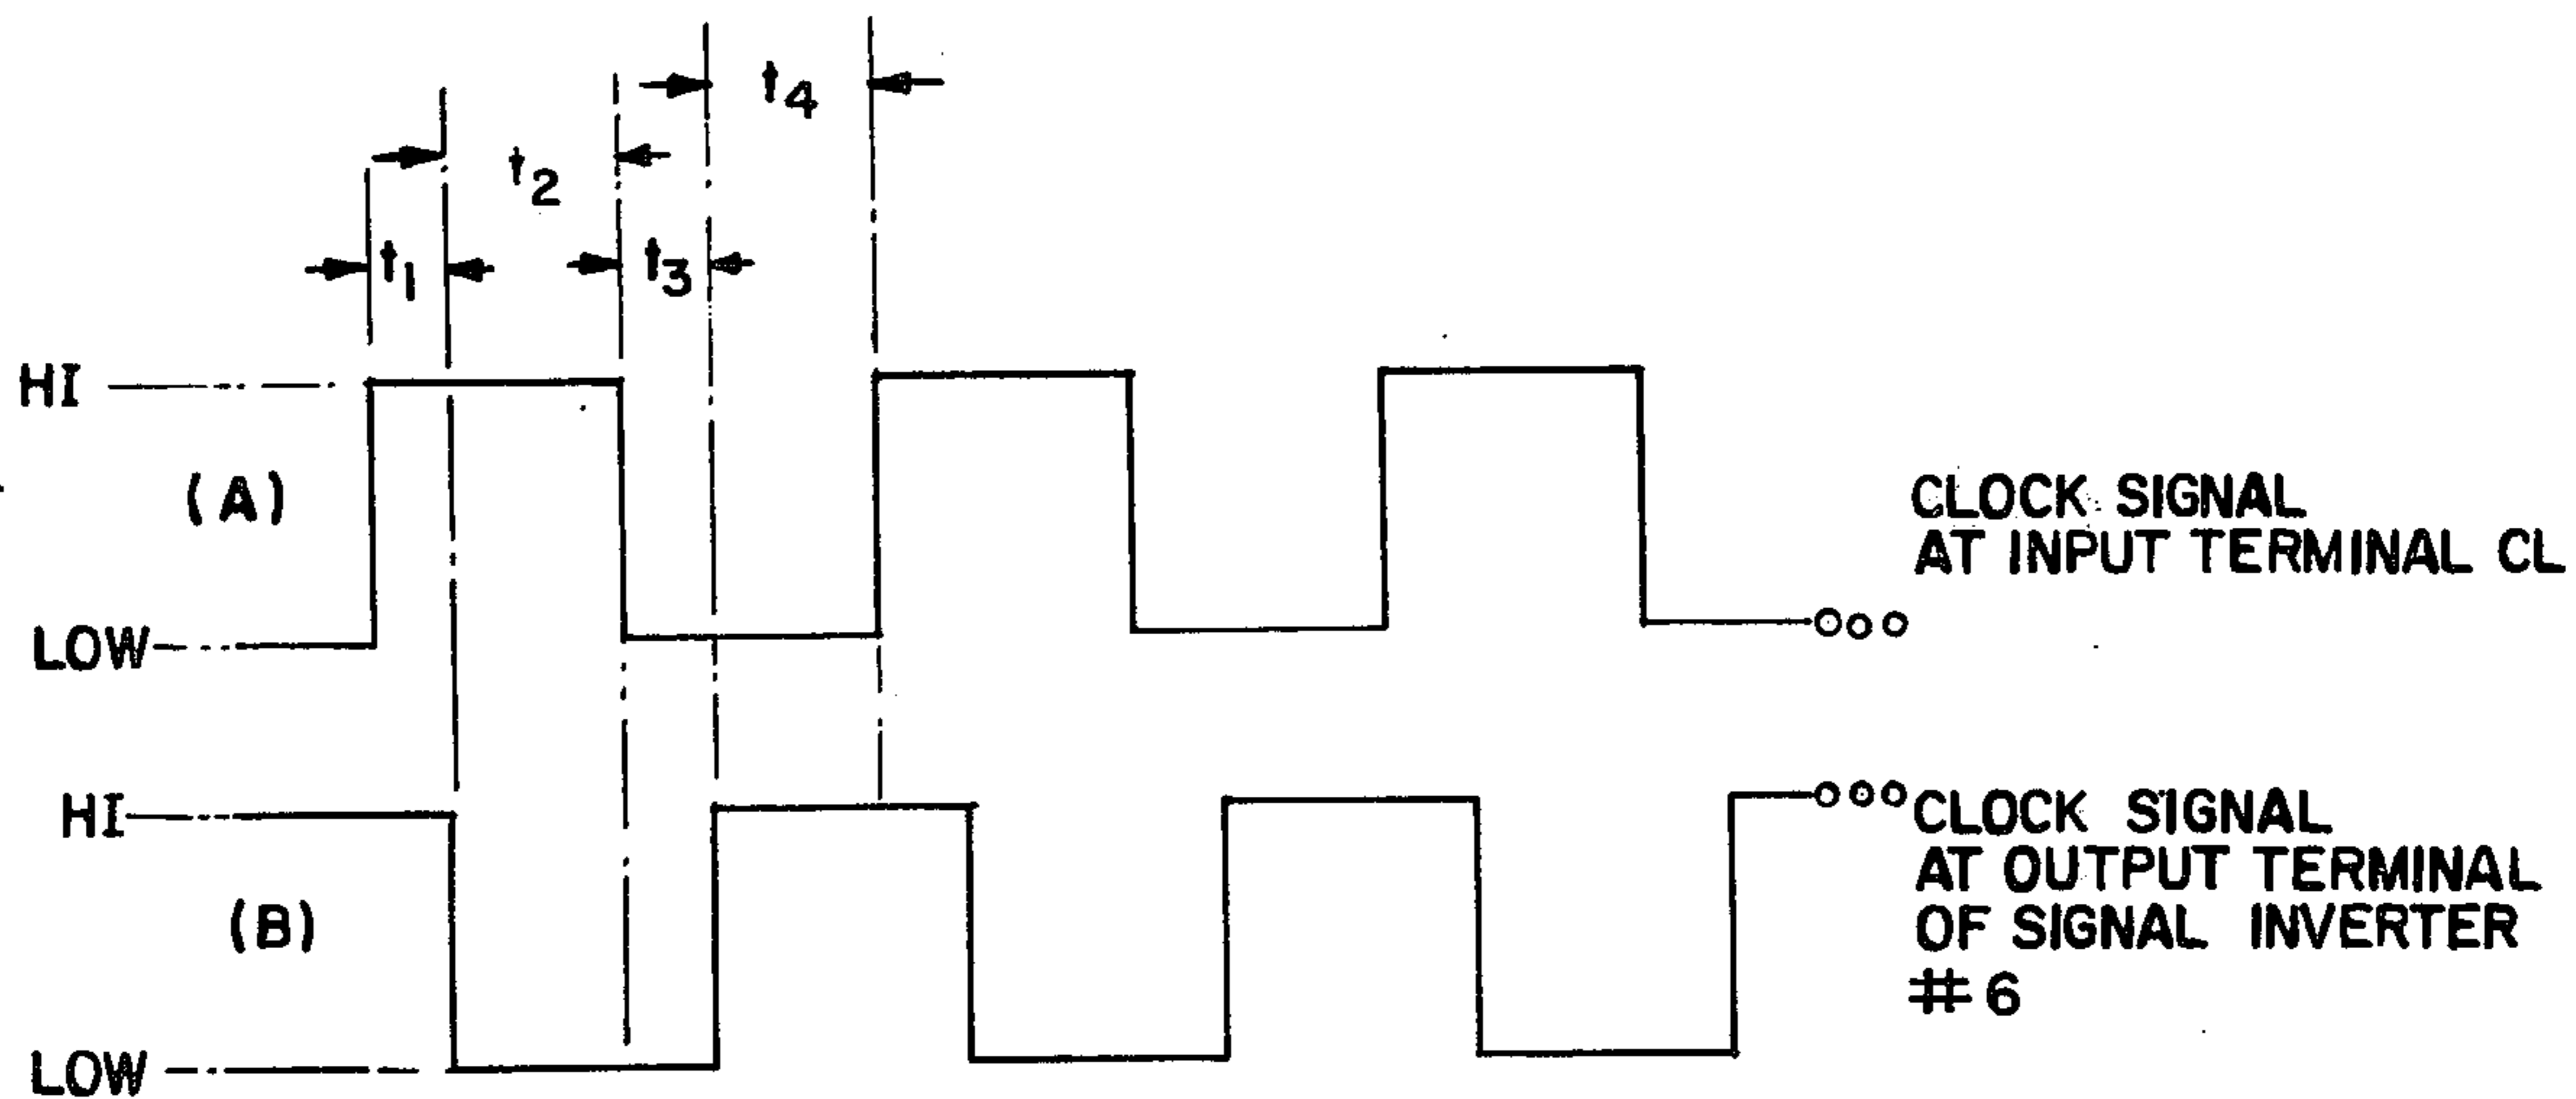 t4
t2
t1
t3
HI
(A)
LOW
CLOCK SIGNAL
AT INPUT TERMINAL CL
HI
(B)
LOW
CLOCK SIGNAL
AT OUTPUT TERMINAL
OF SIGNAL INVERTER
#6